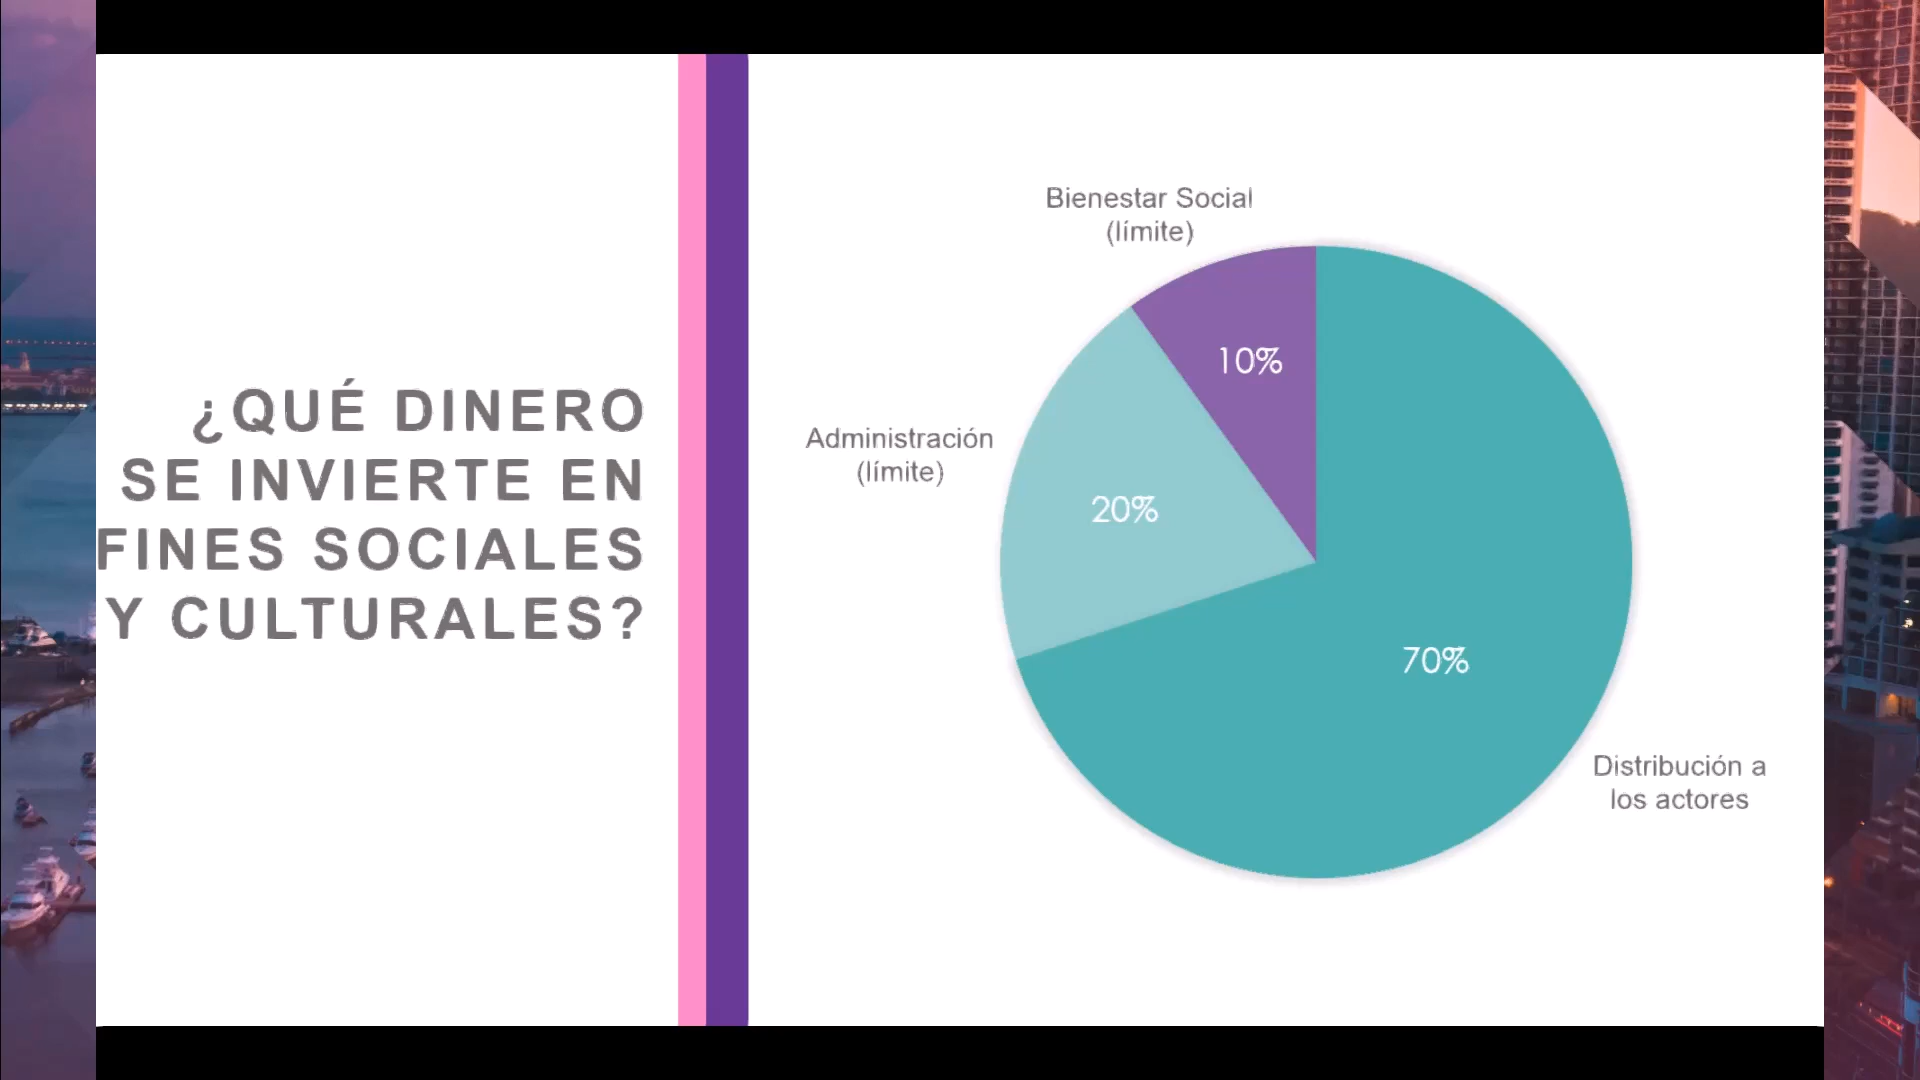 ¿QUÉ DINERO
SE INVIERTE EN
FINES SOCIALES
Y CULTURALES?
Bienestar Social
(límite)
10%
Administración
(límite)
20%
70%
Distribución a
los actores